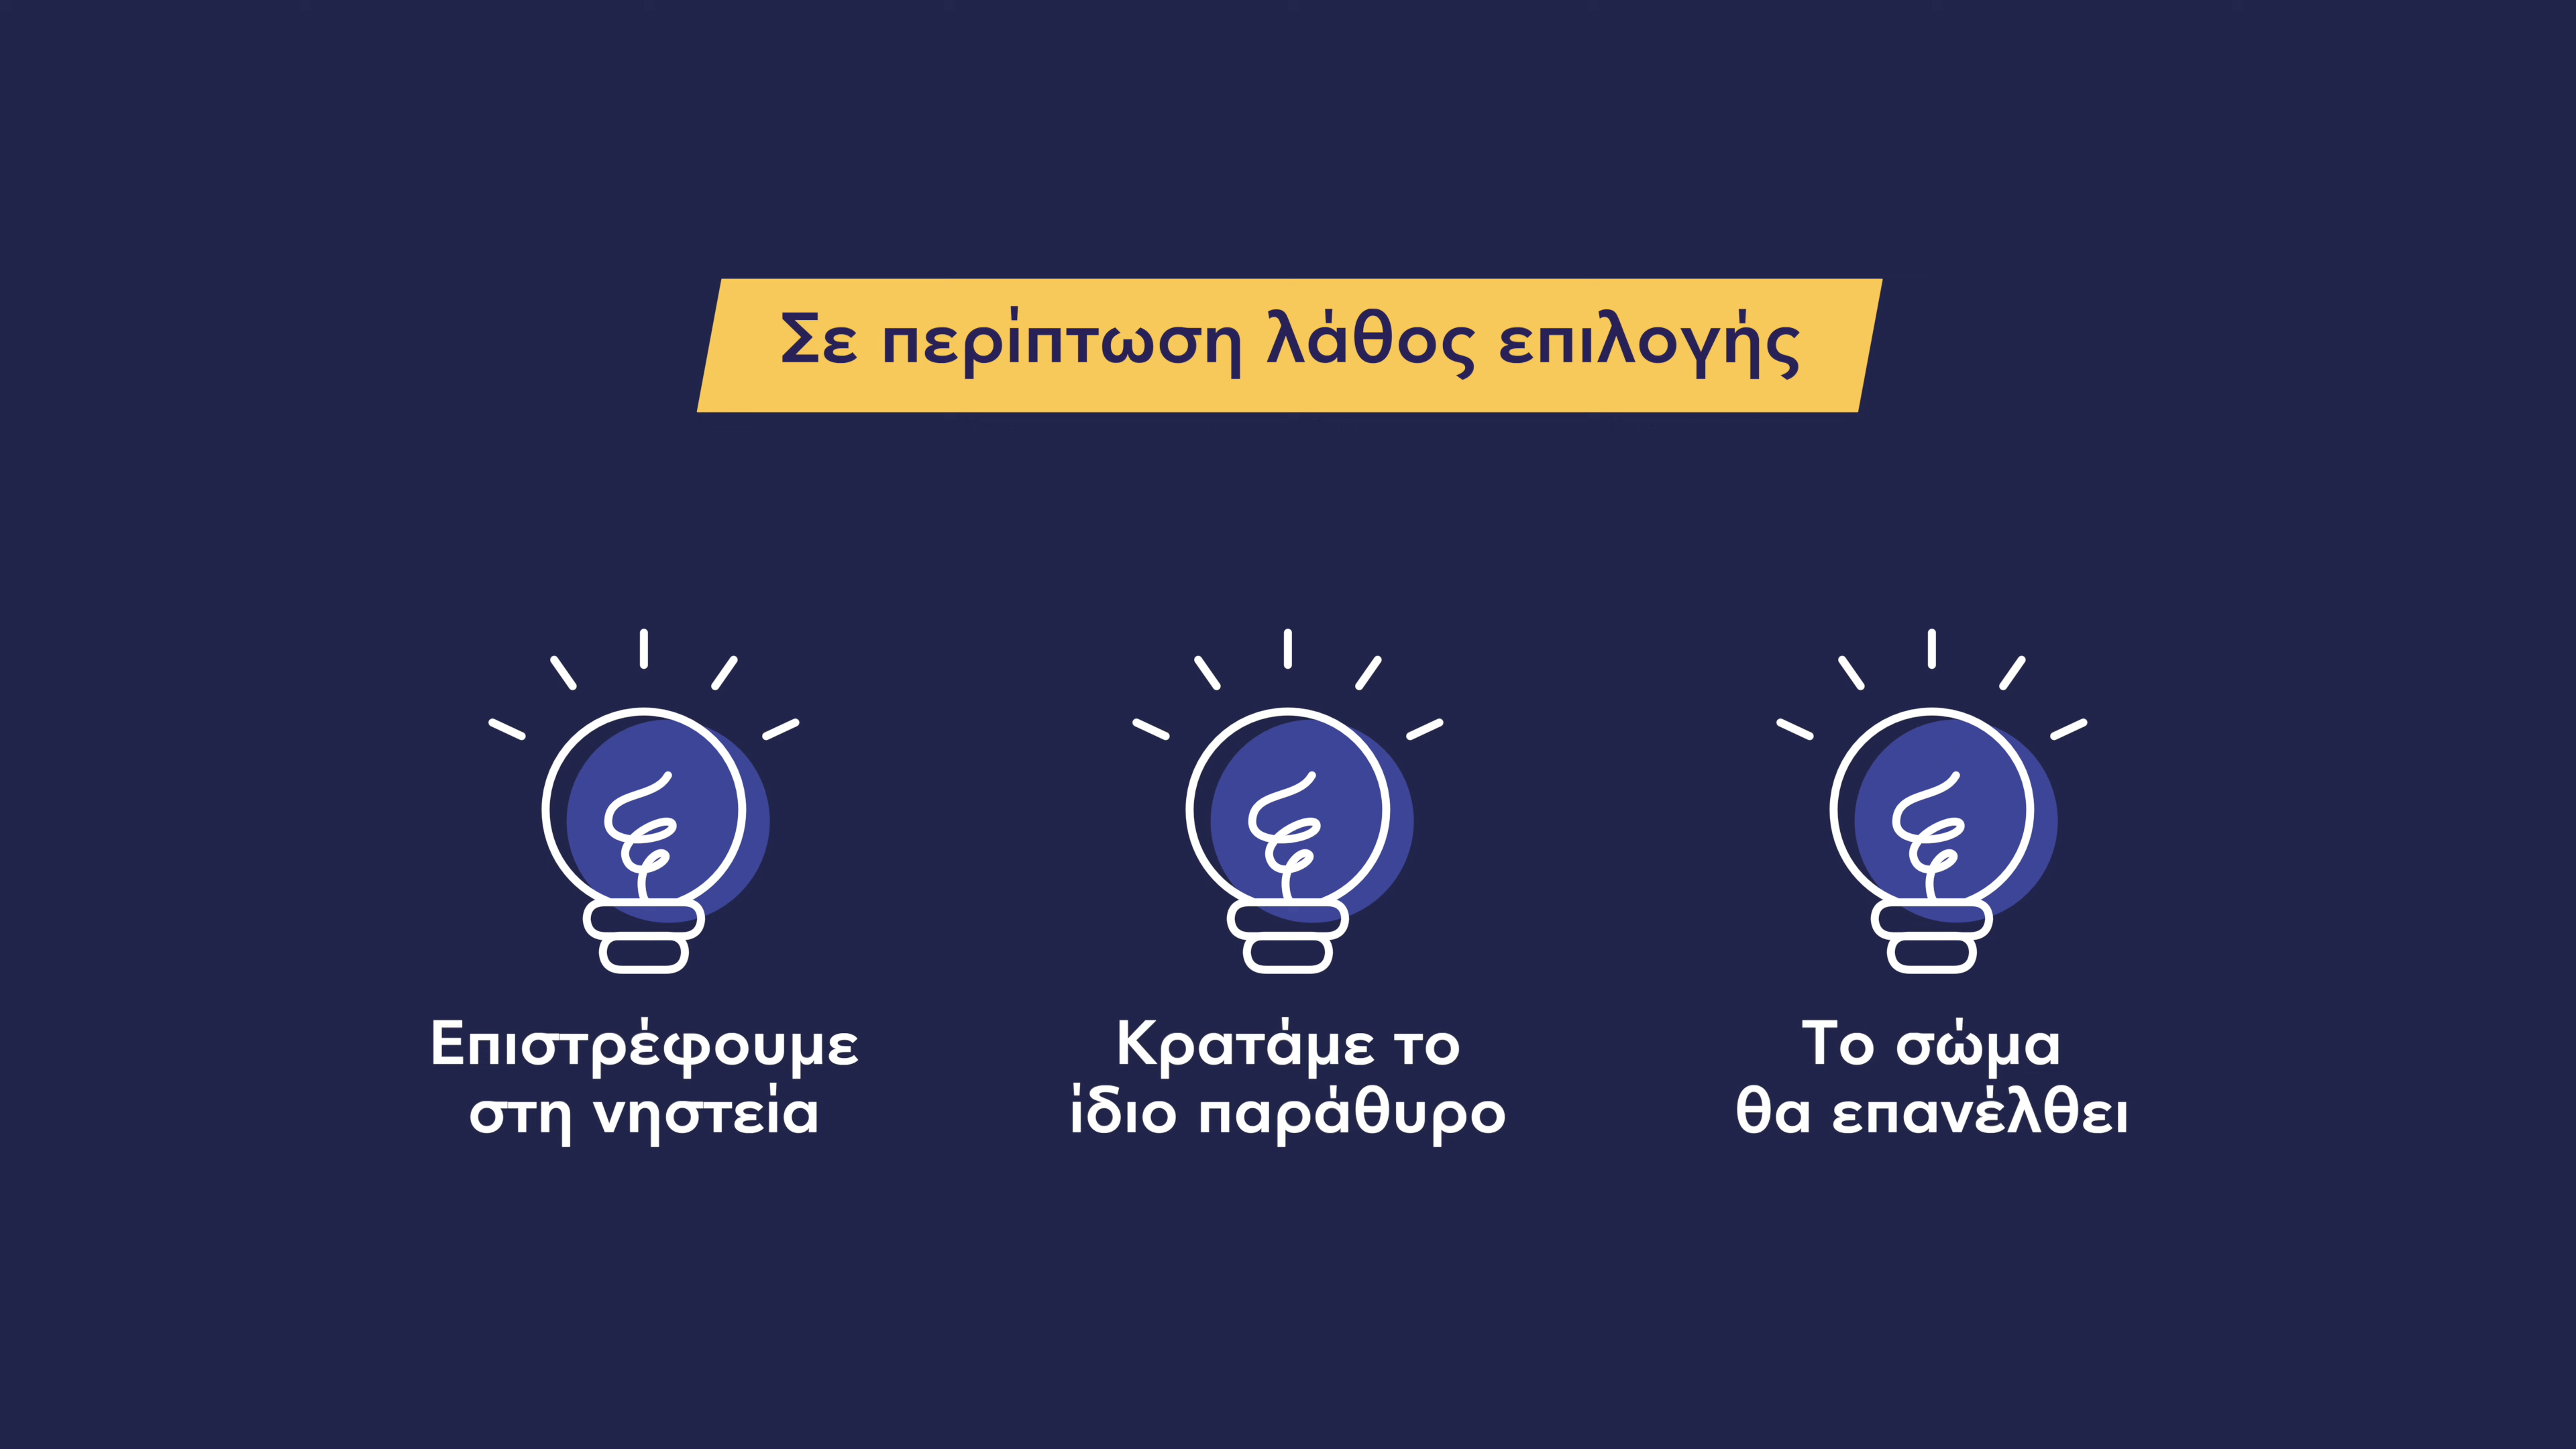 Σε περίπτωση λάθος επιλογής
Επιστρέφουμε
στη νηστεία
Κρατάμε το
ίδιο παράθυρο
Το σώμα
θα επανέλθει